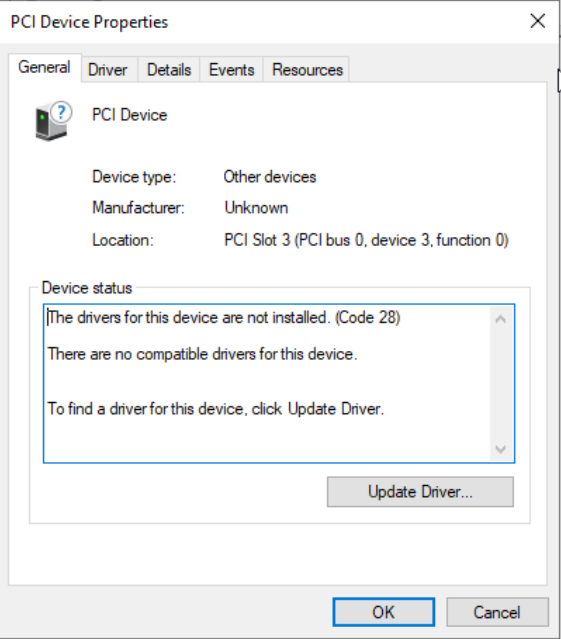 PCI Device Properties
General Driver Details Events Resources
PCI Device
Device type: Other devices
Manufacturer: Unknown
Location: PCI Slot 3 (PCI bus 0, device 3, function 0)
Device status
The drivers for this device are not installed. (Code 28)
There are no compatible drivers for this device.
To find a driver for this device, click Update Driver.
Update Driver...
OK Cancel